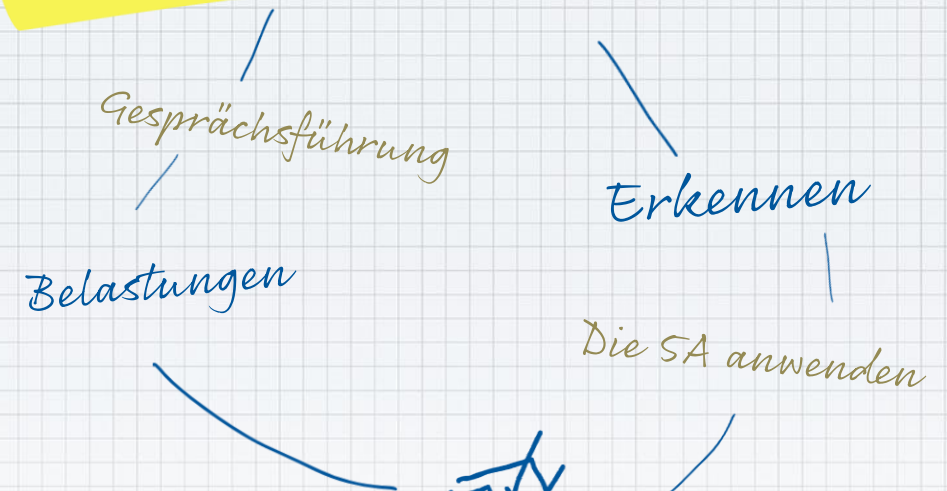 Gesprächsführung
Erkennen
Belastungen
Die 5A anwenden